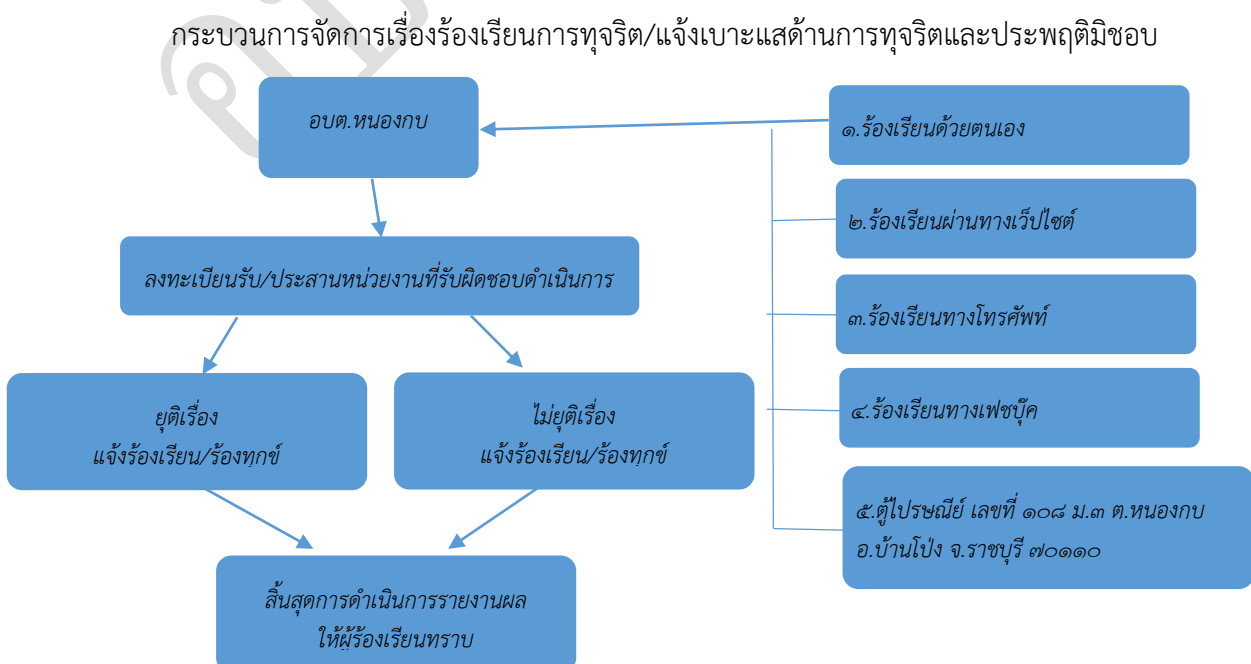 กระบวนการจัดการเรื่องร้องเรียนการทุจริต/แจ้งเบาะแสด้านการทุจริตและประพฤติมิชอบ
อบต.หนองกบ
๑.ร้องเรียนด้วยตนเอง
๒.ร้องเรียนผ่านทางเว็ปไซต์
ลงทะเบียนรับ/ประสานหน่วยงานที่รับผิดชอบดำเนินการ
๓.ร้องเรียนทางโทรศัพท์
ยุติเรื่อง
แจ้งร้องเรียน/ร้องทุกข์
ไม่ยุติเรื่อง
แจ้งร้องเรียน/ร้องทุกข์
๔.ร้องเรียนทางเฟชบุ๊ค
๕.ตู้ไปรษณีย์ เลขที่ ๑๐๘ ม.๓ ต.หนองกบ
อ.บ้านโป่ง จ.ราชบุรี ๗๐๑๑๐
สิ้นสุดการดำเนินการรายงานผล
ให้ผู้ร้องเรียนทราบ